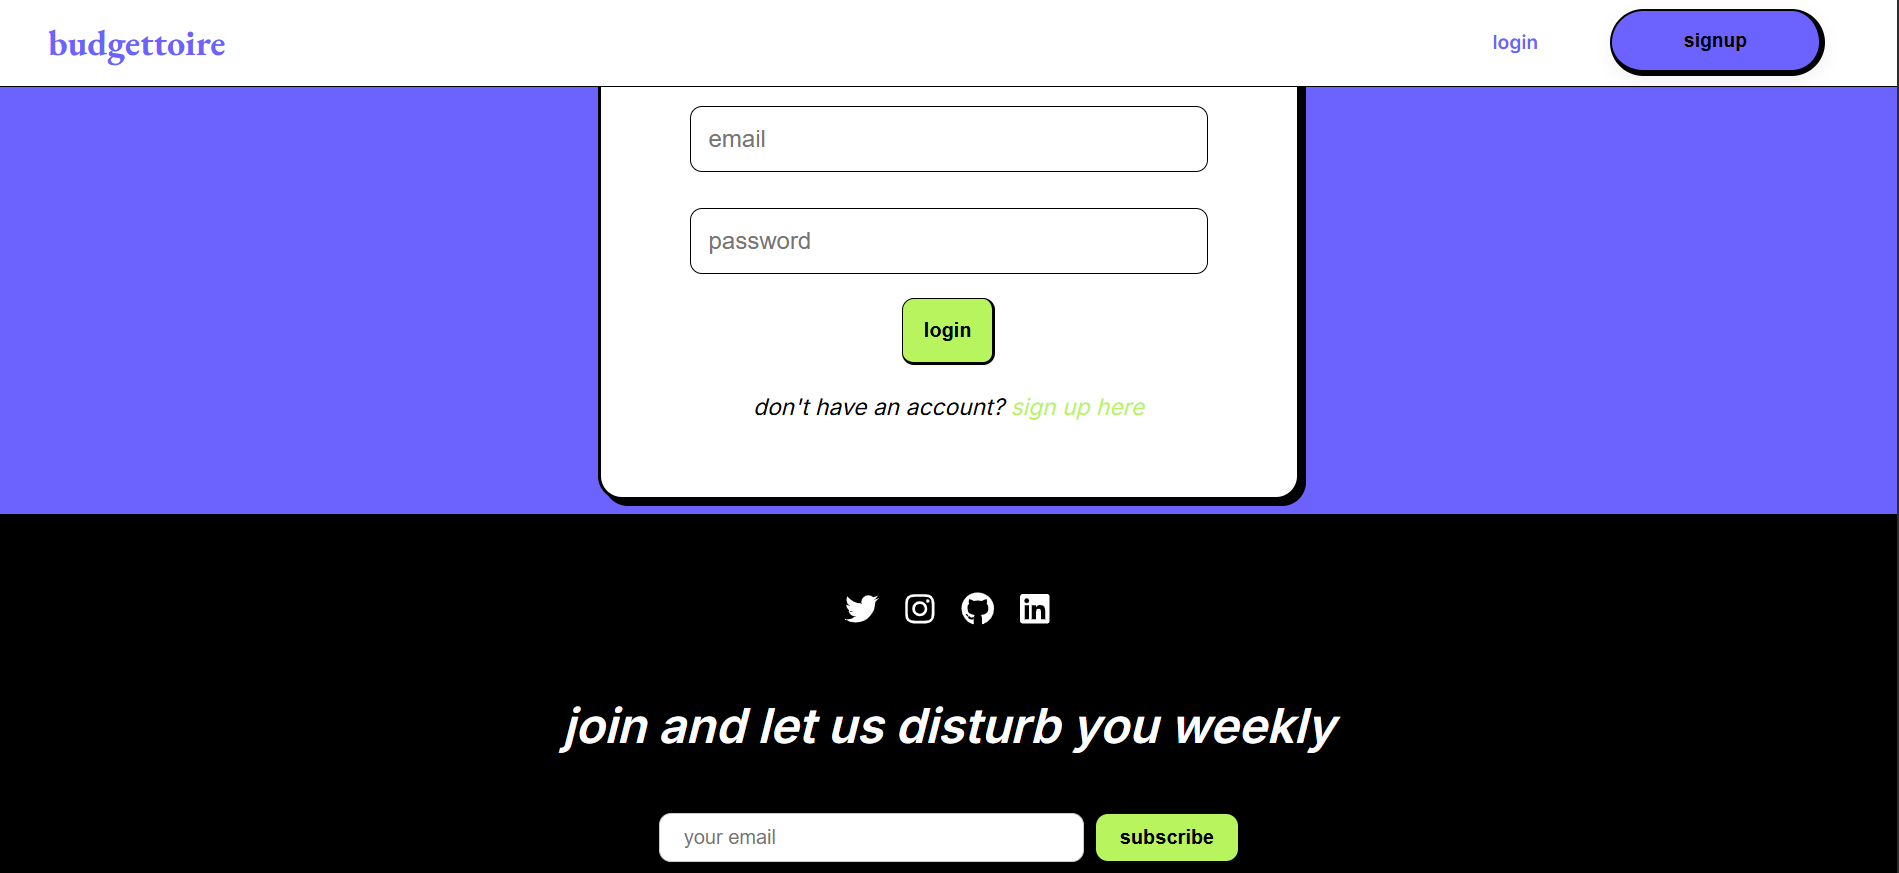 budgettoire
login
signup
email
password
login
don't have an account? sign up here
join and let us disturb you weekly
your email
subscribe